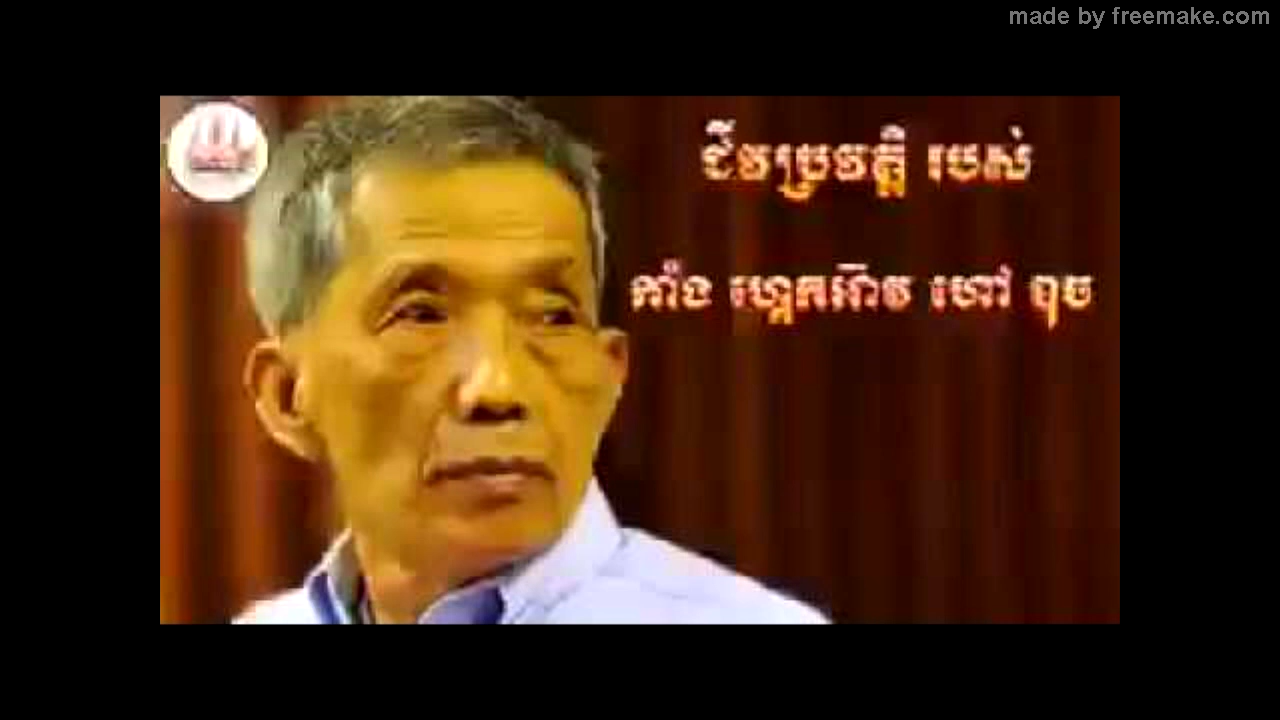 made by freemake.com
ជីវប្រវត្តិ របស់
កាំង ហ្គេកអ៊ាវ ហៅ ឌុច